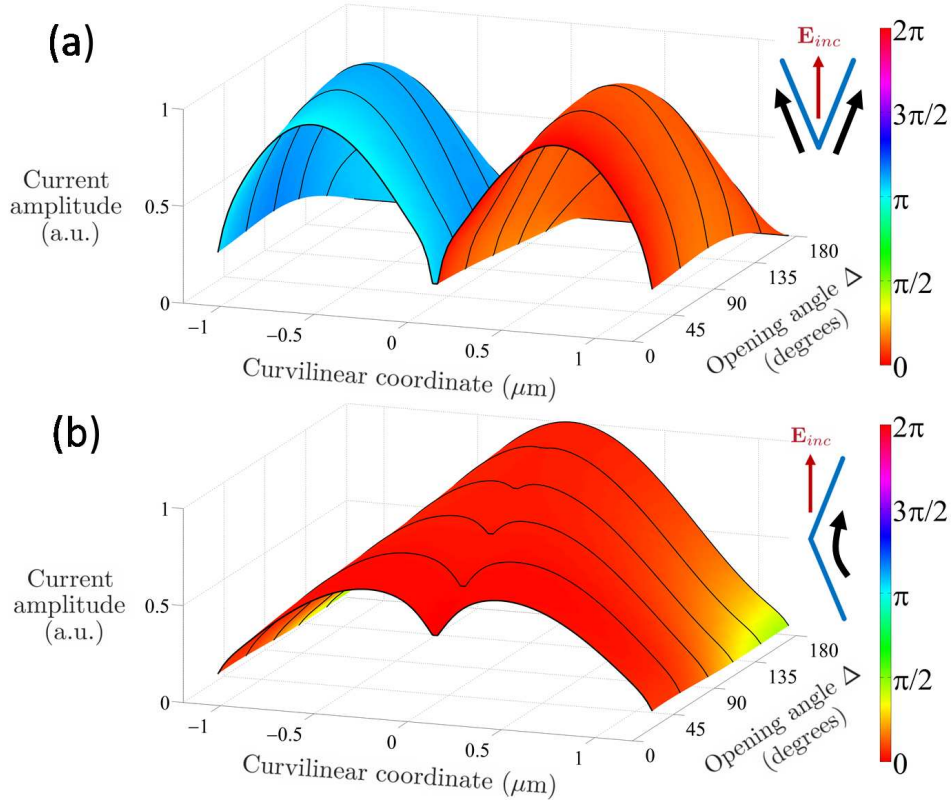 (a)
E_inc
2π
3π/2
π
π/2
0
1
0.5
0
Current
amplitude
(a.u.)
−1
−0.5
0
0.5
1
Curvilinear coordinate (μm)
0
45
90
135
180
Opening angle Δ
(degrees)
(b)
E_inc
2π
3π/2
π
π/2
0
1
0.5
0
Current
amplitude
(a.u.)
−1
−0.5
0
0.5
1
Curvilinear coordinate (μm)
0
45
90
135
180
Opening angle Δ
(degrees)